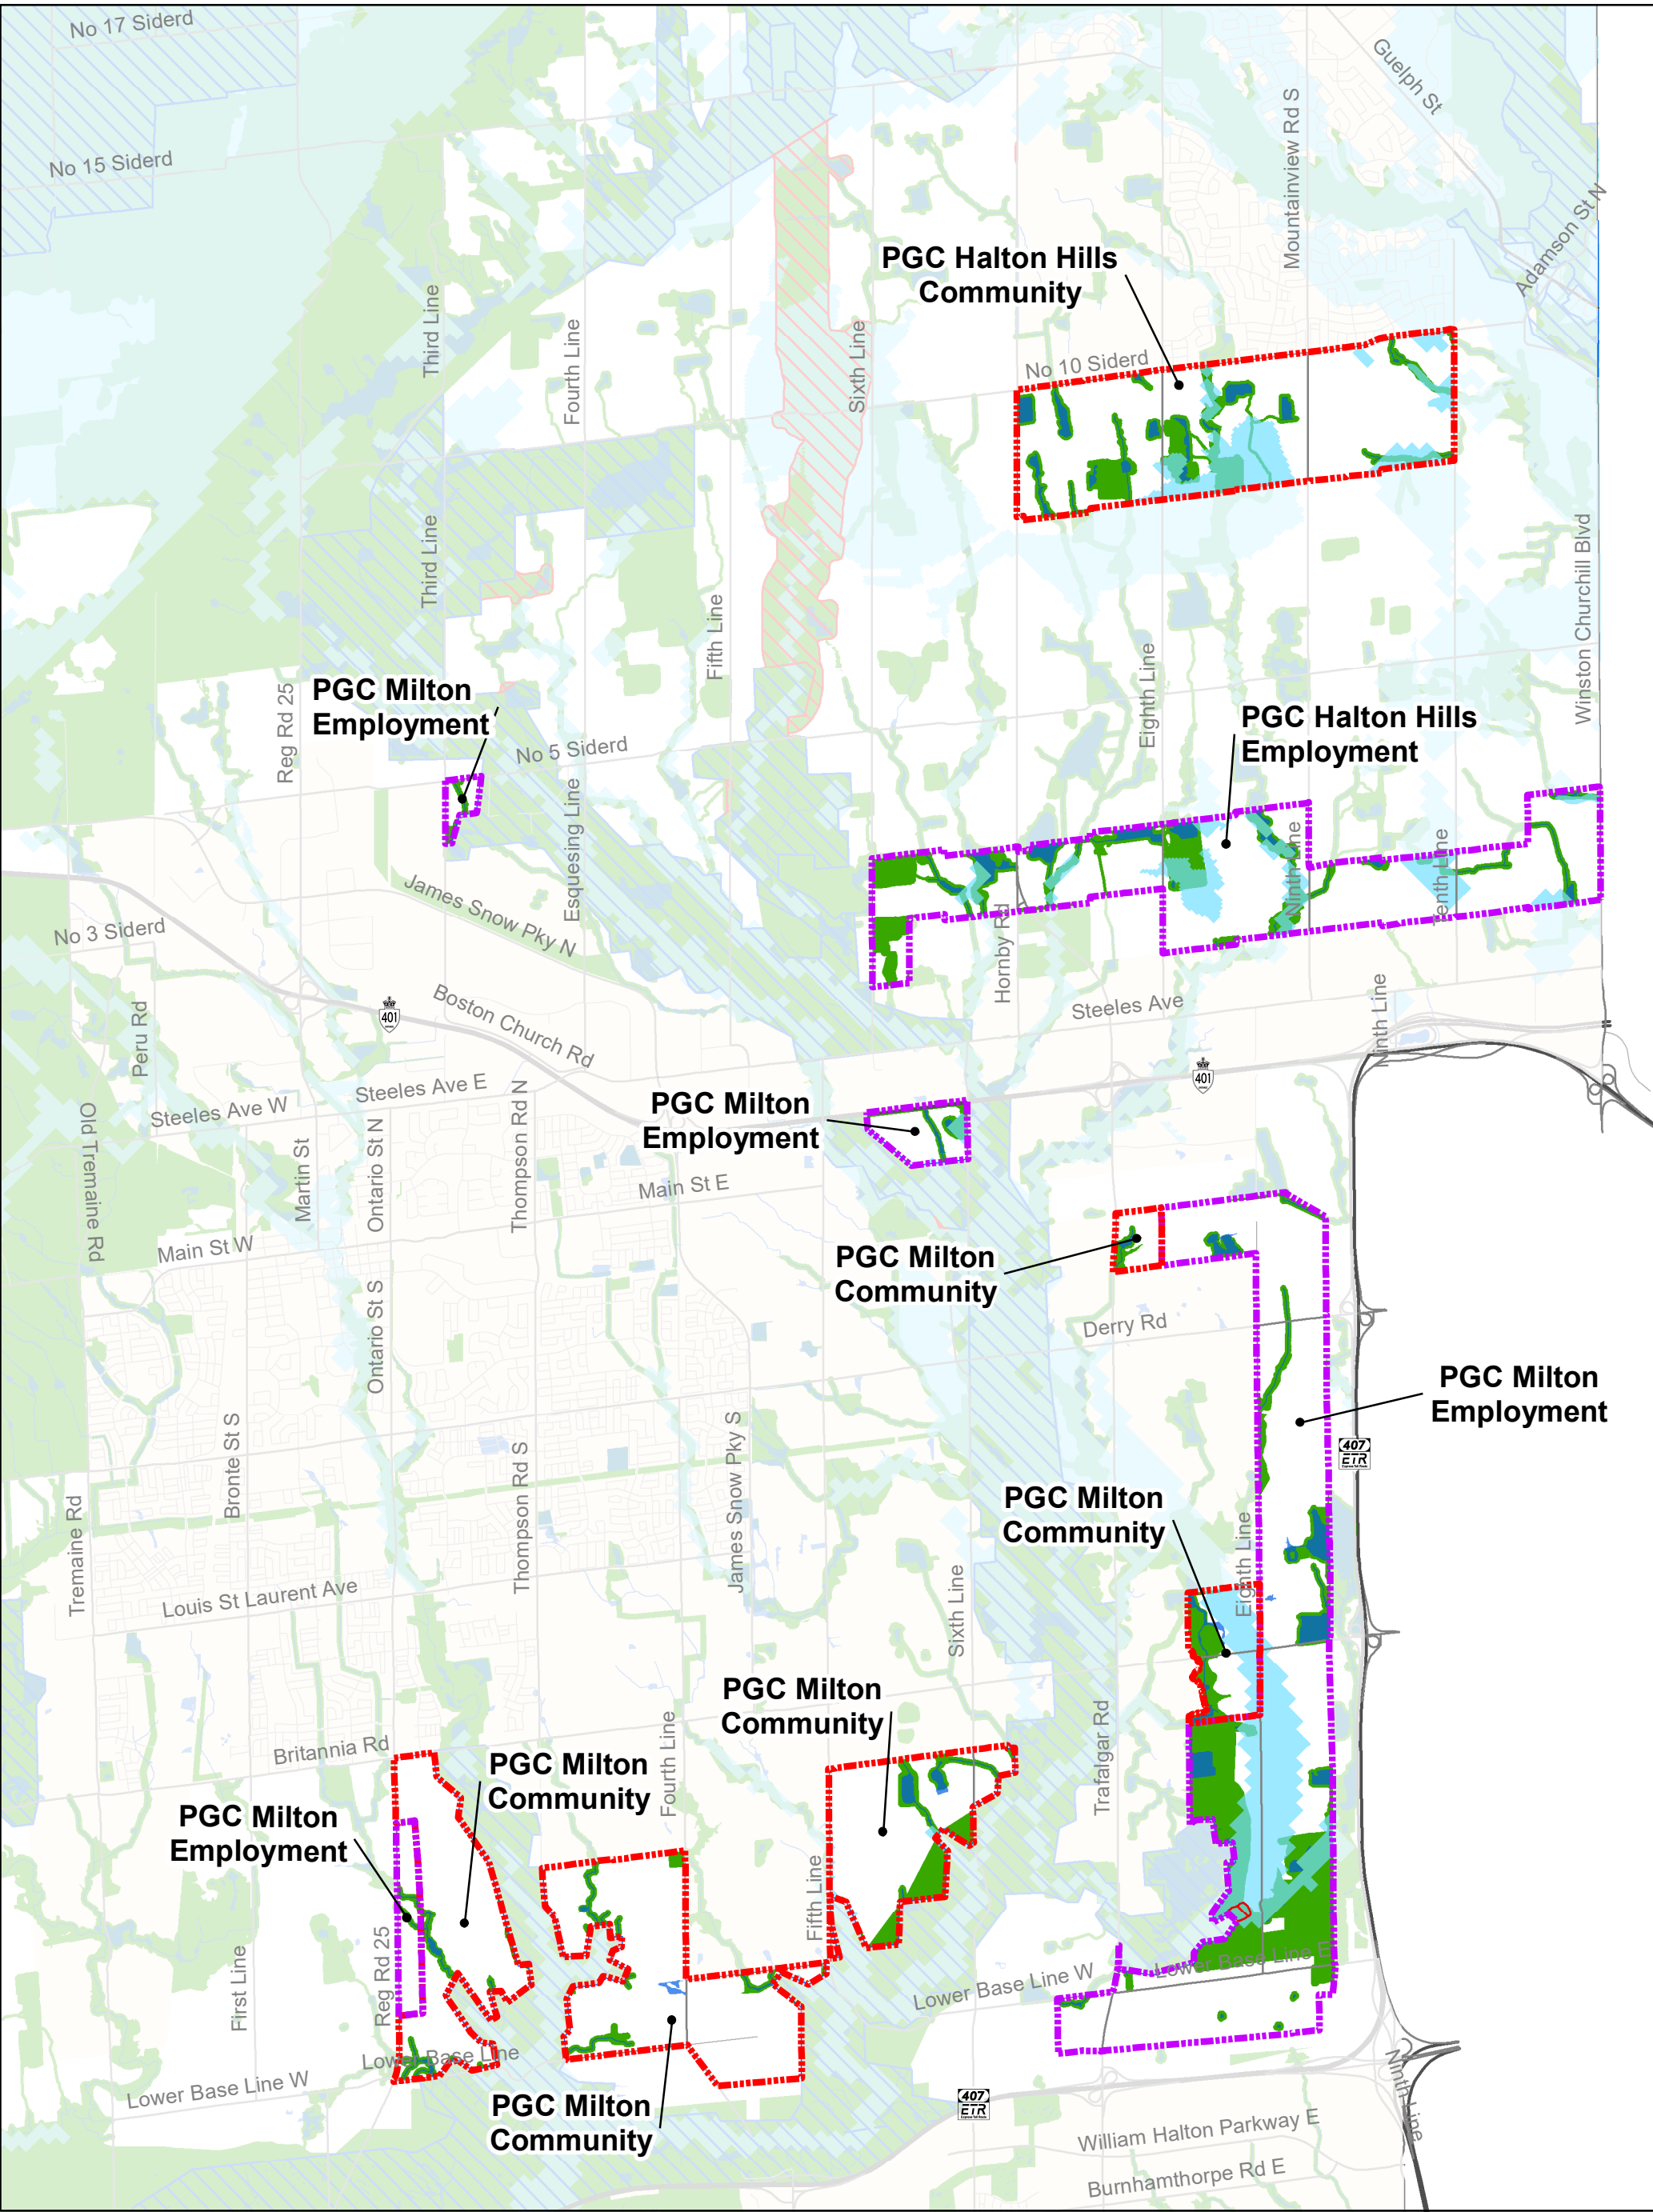 No 17 Siderd
Guelph St
No 15 Siderd
Mountainview Rd S
Adamson St N
PGC Halton Hills
Community
Third Line
Fourth Line
Sixth Line
No 10 Siderd
Third Line
Winston Churchill Blvd
Fifth Line
Eighth Line
PGC Milton
Employment
Reg Rd 25
No 5 Siderd
PGC Halton Hills
Employment
Esquesing Line
James Snow Pky N
Ninth Line
Tenth Line
No 3 Siderd
Hornby Rd
Peru Rd
401
Boston Church Rd
Steeles Ave
Ninth Line
401
Steeles Ave E
Steeles Ave W
Old Tremaine Rd
Martin St
Ontario St N
Thompson Rd N
PGC Milton
Employment
Main St E
Main St W
PGC Milton
Community
Ontario St S
Derry Rd
PGC Milton
Employment
Bronte St S
Thompson Rd S
James Snow Pky S
407
ETR
Express Toll Route
Tremaine Rd
PGC Milton
Community
Eighth Line
Louis St Laurent Ave
Sixth Line
PGC Milton
Community
Trafalgar Rd
Britannia Rd
Fourth Line
PGC Milton
Community
PGC Milton
Employment
Fifth Line
First Line
Reg Rd 25
Lower Base Line W
Lower Base Line E
Lower Base Line
Lower Base Line W
Ninth Line
407
ETR
Express Toll Route
PGC Milton
Community
William Halton Parkway E
Burnhamthorpe Rd E